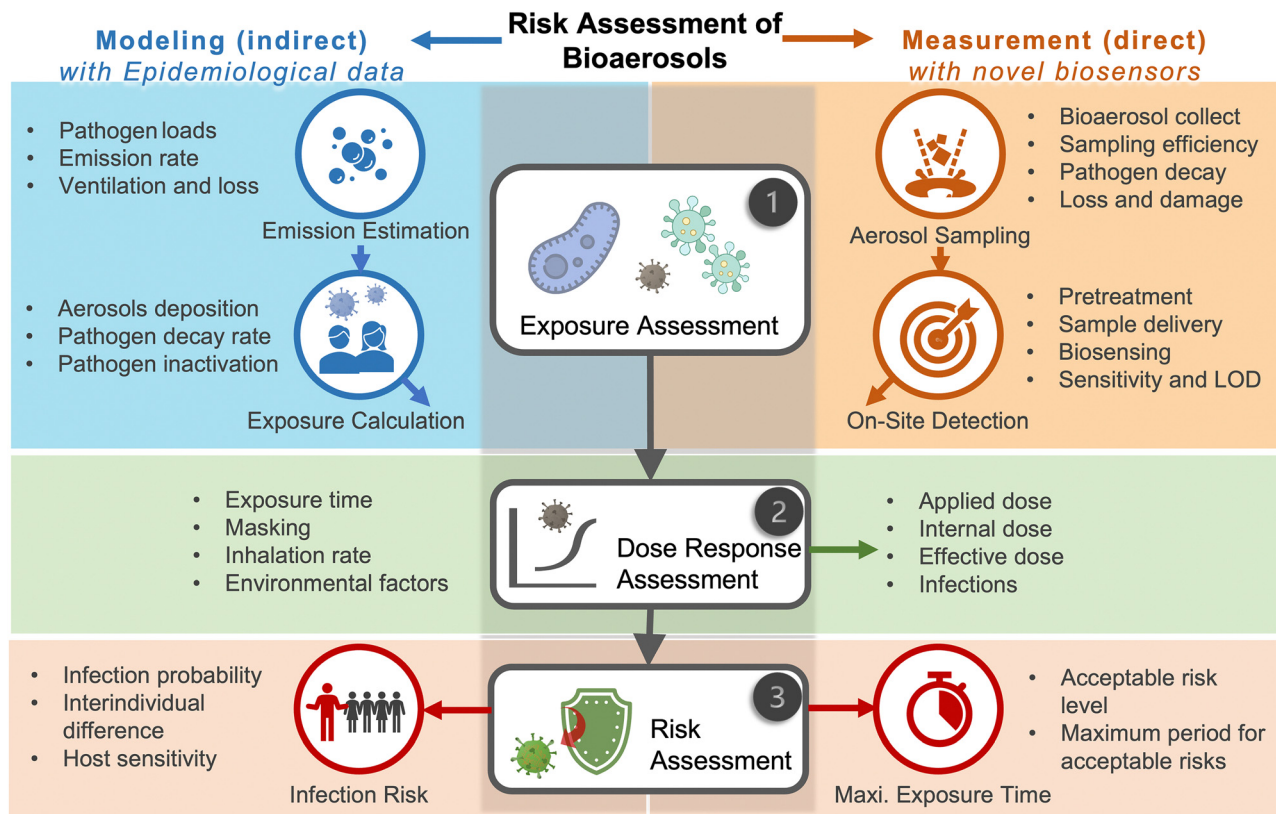 Risk Assessment of
Bioaerosols
Modeling (indirect)
with Epidemiological data
Measurement (direct)
with novel biosensors
• Pathogen loads
• Emission rate
• Ventilation and loss
Emission Estimation
• Aerosols deposition
• Pathogen decay rate
• Pathogen inactivation
Exposure Calculation
1
Exposure Assessment
• Bioaerosol collect
• Sampling efficiency
• Pathogen decay
• Loss and damage
Aerosol Sampling
• Pretreatment
• Sample delivery
• Biosensing
• Sensitivity and LOD
On-Site Detection
• Exposure time
• Masking
• Inhalation rate
• Environmental factors
2
Dose Response
Assessment
• Applied dose
• Internal dose
• Effective dose
• Infections
• Infection probability
• Interindividual
difference
• Host sensitivity
Infection Risk
3
Risk
Assessment
Maxi. Exposure Time
• Acceptable risk
level
• Maximum period for
acceptable risks